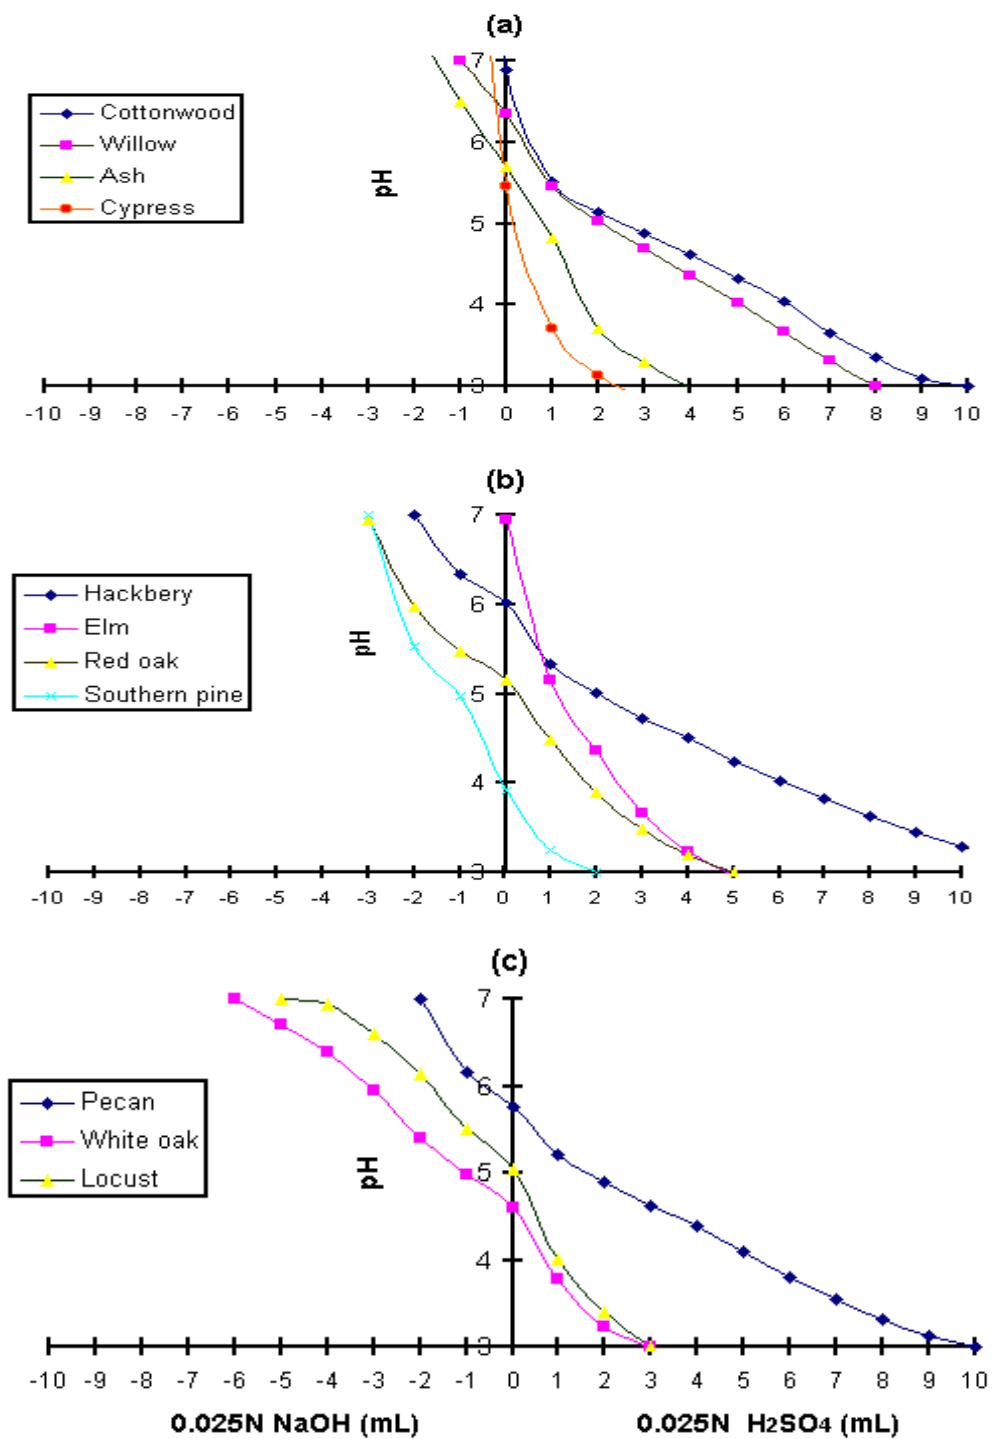 (a)
Cottonwood
Willow
Ash
Cypress
pH
7
6
5
4
3
-10 -9 -8 -7 -6 -5 -4 -3 -2 -1 0 1 2 3 4 5 6 7 8 9 10
(b)
Hackbery
Elm
Red oak
Southern pine
pH
7
6
5
4
3
-10 -9 -8 -7 -6 -5 -4 -3 -2 -1 0 1 2 3 4 5 6 7 8 9 10
(c)
Pecan
White oak
Locust
pH
7
6
5
4
3
-10 -9 -8 -7 -6 -5 -4 -3 -2 -1 0 1 2 3 4 5 6 7 8 9 10
0.025N NaOH (mL) 0.025N H2SO4 (mL)